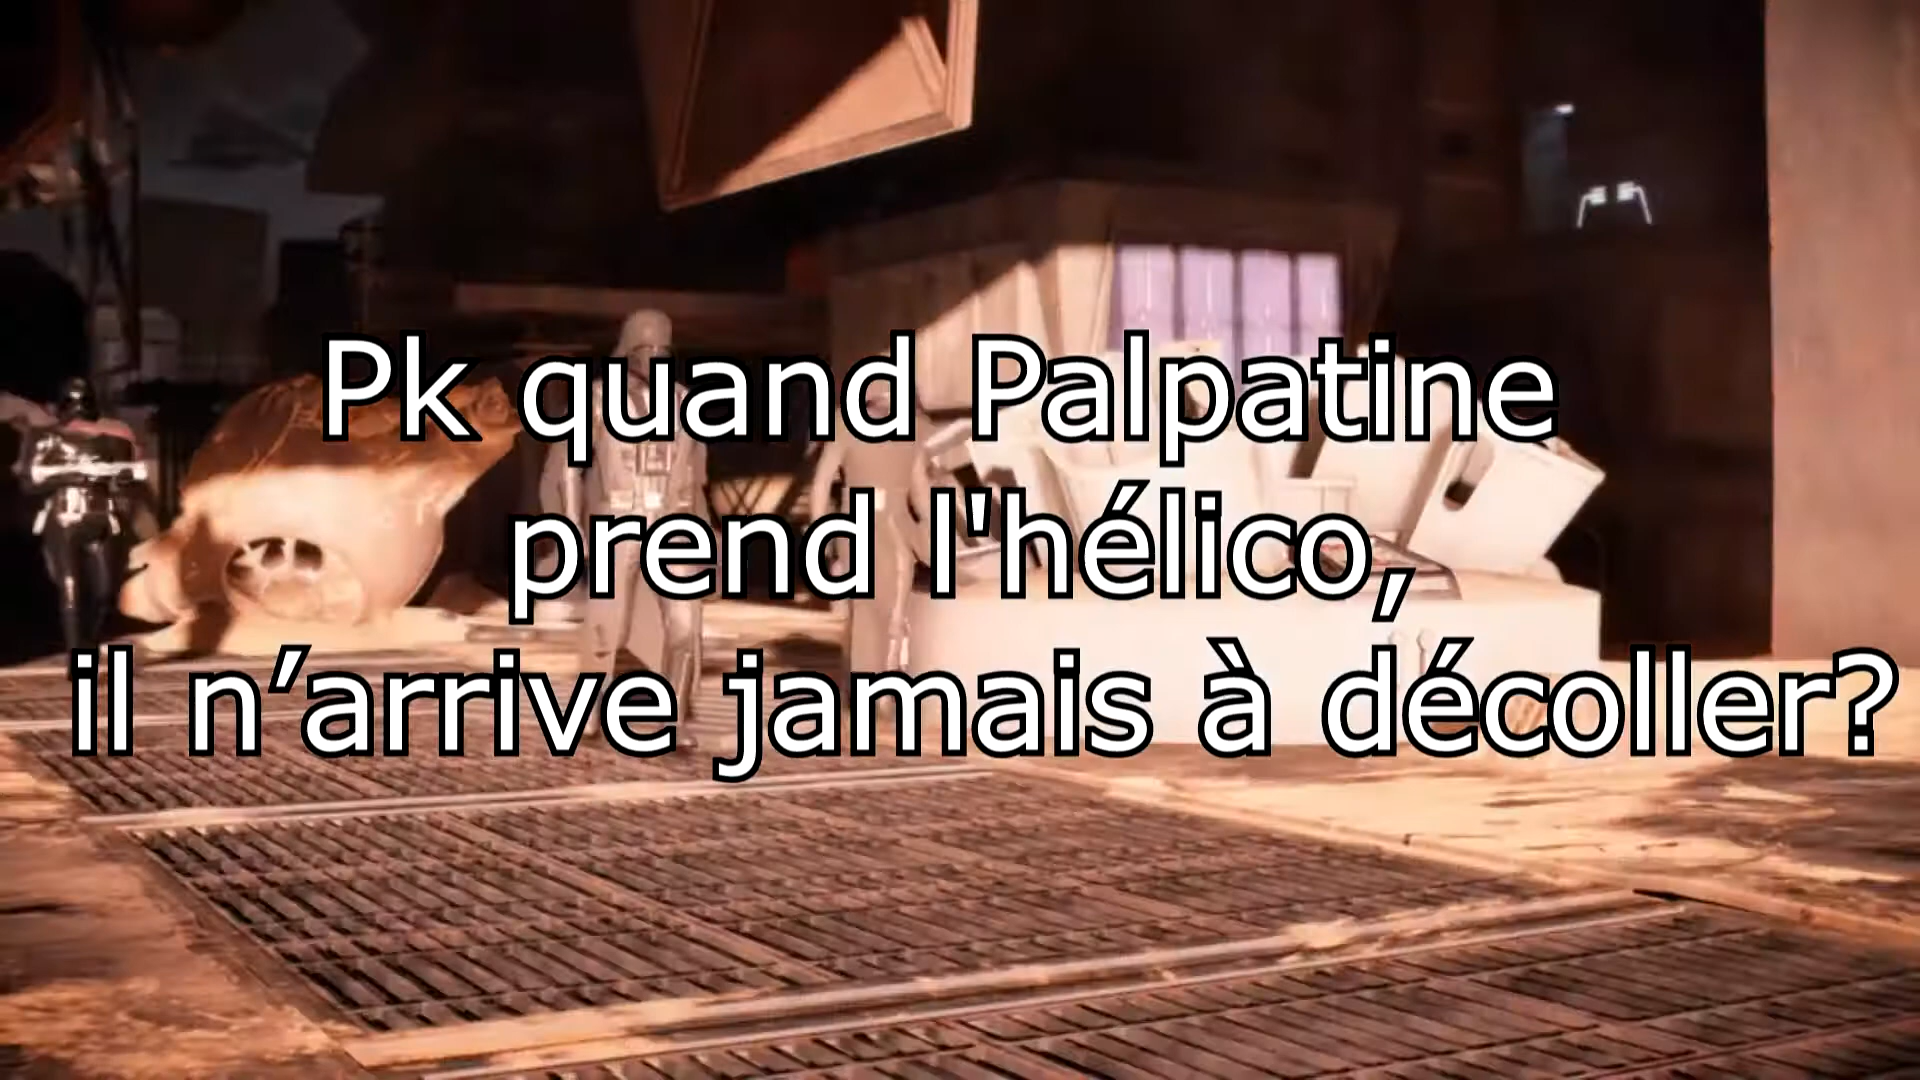 Pk quand Palpatine
prend l'hélico,
il n’arrive jamais à décoller?